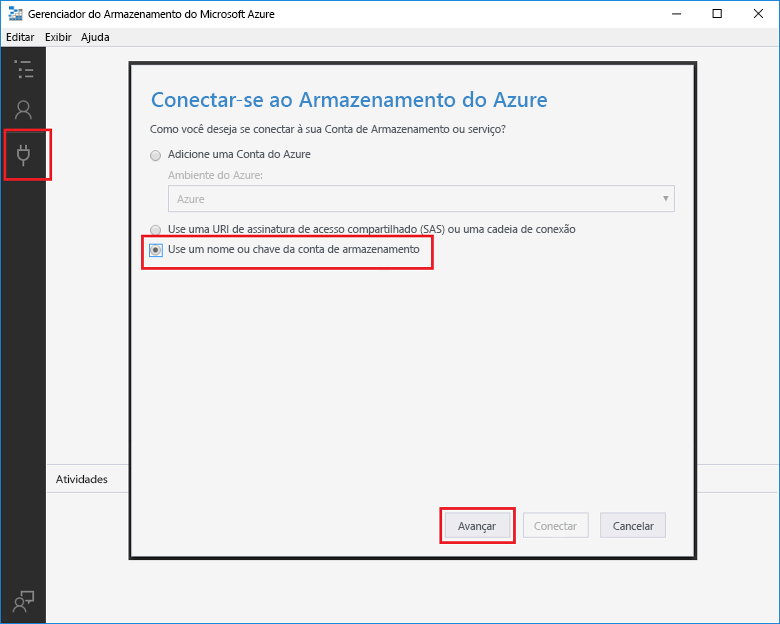 Gerenciador do Armazenamento do Microsoft Azure
Editar Exibir Ajuda
Conectar-se ao Armazenamento do Azure
Como você deseja se conectar à sua Conta de Armazenamento ou serviço?
Adicione uma Conta do Azure
Ambiente do Azure:
Azure
Use uma URI de assinatura de acesso compartilhado (SAS) ou uma cadeia de conexão
Use um nome ou chave da conta de armazenamento
Atividades
Avançar Conectar Cancelar